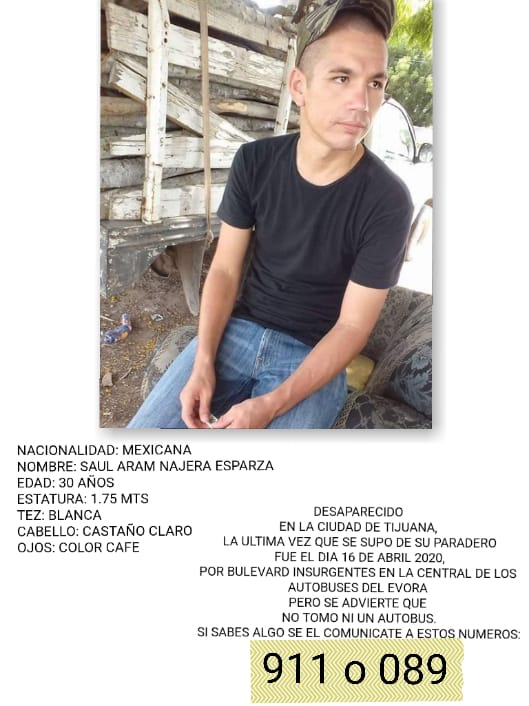 NACIONALIDAD: MEXICANA
NOMBRE: SAUL ARAM NAJERA ESPARZA
EDAD: 30 AÑOS
ESTATURA: 1.75 MTS
TEZ: BLANCA
CABELLO: CASTAÑO CLARO
OJOS: COLOR CAFE
DESAPARECIDO
EN LA CIUDAD DE TIJUANA,
LA ULTIMA VEZ QUE SE SUPO DE SU PARADERO
FUE EL DIA 16 DE ABRIL 2020,
POR BULEVARD INSURGENTES EN LA CENTRAL DE LOS
AUTOBUSES DEL EVORA
PERO SE ADVIERTE QUE
NO TOMO NI UN AUTOBUS.
SI SABES ALGO SE EL COMUNICATE A ESTOS NUMEROS:
911 o 089